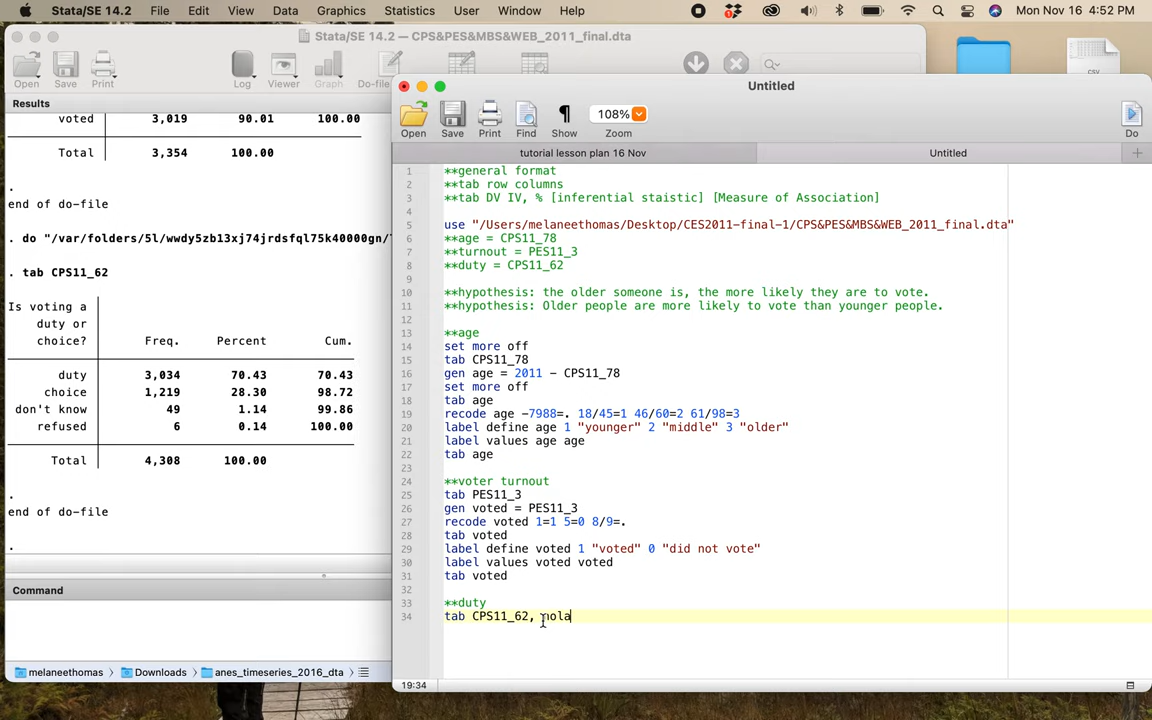 Stata/SE 14.2 File Edit View Data Graphics Statistics User Window Help Mon Nov 16 4:52 PM
Stata/SE 14.2 — CPS&PES&MBS&WEB_2011_final.dta
Open Save Print Log Viewer Graph Do-file
CSV
Results
voted 3,019 90.01 100.00
Total 3,354 100.00
.
end of do-file
. do "/var/folders/5l/wwdy5zb13xj74jrdsfql75k40000gn/
. tab CPS11_62
Is voting a
duty or
choice? Freq. Percent Cum.
duty 3,034 70.43 70.43
choice 1,219 28.30 98.72
don't know 49 1.14 99.86
refused 6 0.14 100.00
Total 4,308 100.00
.
end of do-file
.
Command
melaneethomas Downloads anes_timeseries_2016_dta
Untitled
Open Save Print Find Show 108% Zoom Do
tutorial lesson plan 16 Nov Untitled +
1 **general format
2 **tab row columns
3 **tab DV IV, % [inferential staistic] [Measure of Association]
4
5 use "/Users/melaneethomas/Desktop/CES2011-final-1/CPS&PES&MBS&WEB_2011_final.dta"
6 **age = CPS11_78
7 **turnout = PES11_3
8 **duty = CPS11_62
9
10 **hypothesis: the older someone is, the more likely they are to vote.
11 **hypothesis: Older people are more likely to vote than younger people.
12
13 **age
14 set more off
15 tab CPS11_78
16 gen age = 2011 - CPS11_78
17 set more off
18 tab age
19 recode age -7988=. 18/45=1 46/60=2 61/98=3
20 label define age 1 "younger" 2 "middle" 3 "older"
21 label values age age
22 tab age
23
24 **voter turnout
25 tab PES11_3
26 gen voted = PES11_3
27 recode voted 1=1 5=0 8/9=.
28 tab voted
29 label define voted 1 "voted" 0 "did not vote"
30 label values voted voted
31 tab voted
32
33 **duty
34 tab CPS11_62, nola
19:34